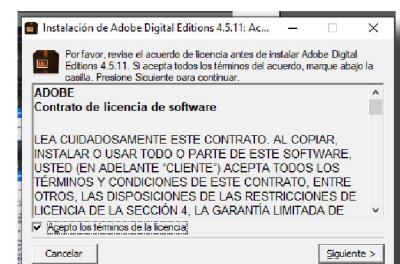 Instalación de Adobe Digital Editions 4.5.11: Ac...
Por favor, revise el acuerdo de licencia antes de instalar Adobe Digital
Editions 4.5.11. Si acepta todos los términos del acuerdo, marque abajo la
casilla. Presione Siguiente para continuar.
ADOBE
Contrato de licencia de software
LEA CUIDADOSAMENTE ESTE CONTRATO. AL COPIAR,
INSTALAR O USAR TODO O PARTE DE ESTE SOFTWARE,
USTED (EN ADELANTE "CLIENTE") ACEPTA TODOS LOS
TÉRMINOS Y CONDICIONES DE ESTE CONTRATO, ENTRE
OTROS, LAS DISPOSICIONES DE LAS RESTRICCIONES DE
LICENCIA DE LA SECCIÓN 4, LA GARANTÍA LIMITADA DE
Acepto los términos de la licencia
Cancelar
Siguiente >